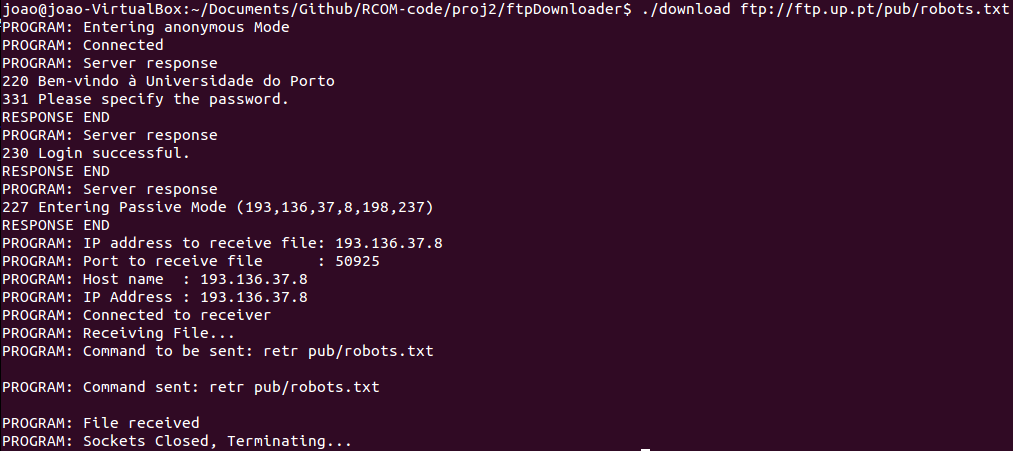 joao@joao-VirtualBox:~/Documents/Github/RCOM-code/proj2/ftpDownloader$ ./download ftp://ftp.up.pt/pub/robots.txt
PROGRAM: Entering anonymous Mode
PROGRAM: Connected
PROGRAM: Server response
220 Bem-vindo à Universidade do Porto
331 Please specify the password.
RESPONSE END
PROGRAM: Server response
230 Login successful.
RESPONSE END
PROGRAM: Server response
227 Entering Passive Mode (193,136,37,8,198,237)
RESPONSE END
PROGRAM: IP address to receive file: 193.136.37.8
PROGRAM: Port to receive file      : 50925
PROGRAM: Host name  : 193.136.37.8
PROGRAM: IP Address : 193.136.37.8
PROGRAM: Connected to receiver
PROGRAM: Receiving File...
PROGRAM: Command to be sent: retr pub/robots.txt
PROGRAM: Command sent: retr pub/robots.txt
PROGRAM: File received
PROGRAM: Sockets Closed, Terminating...